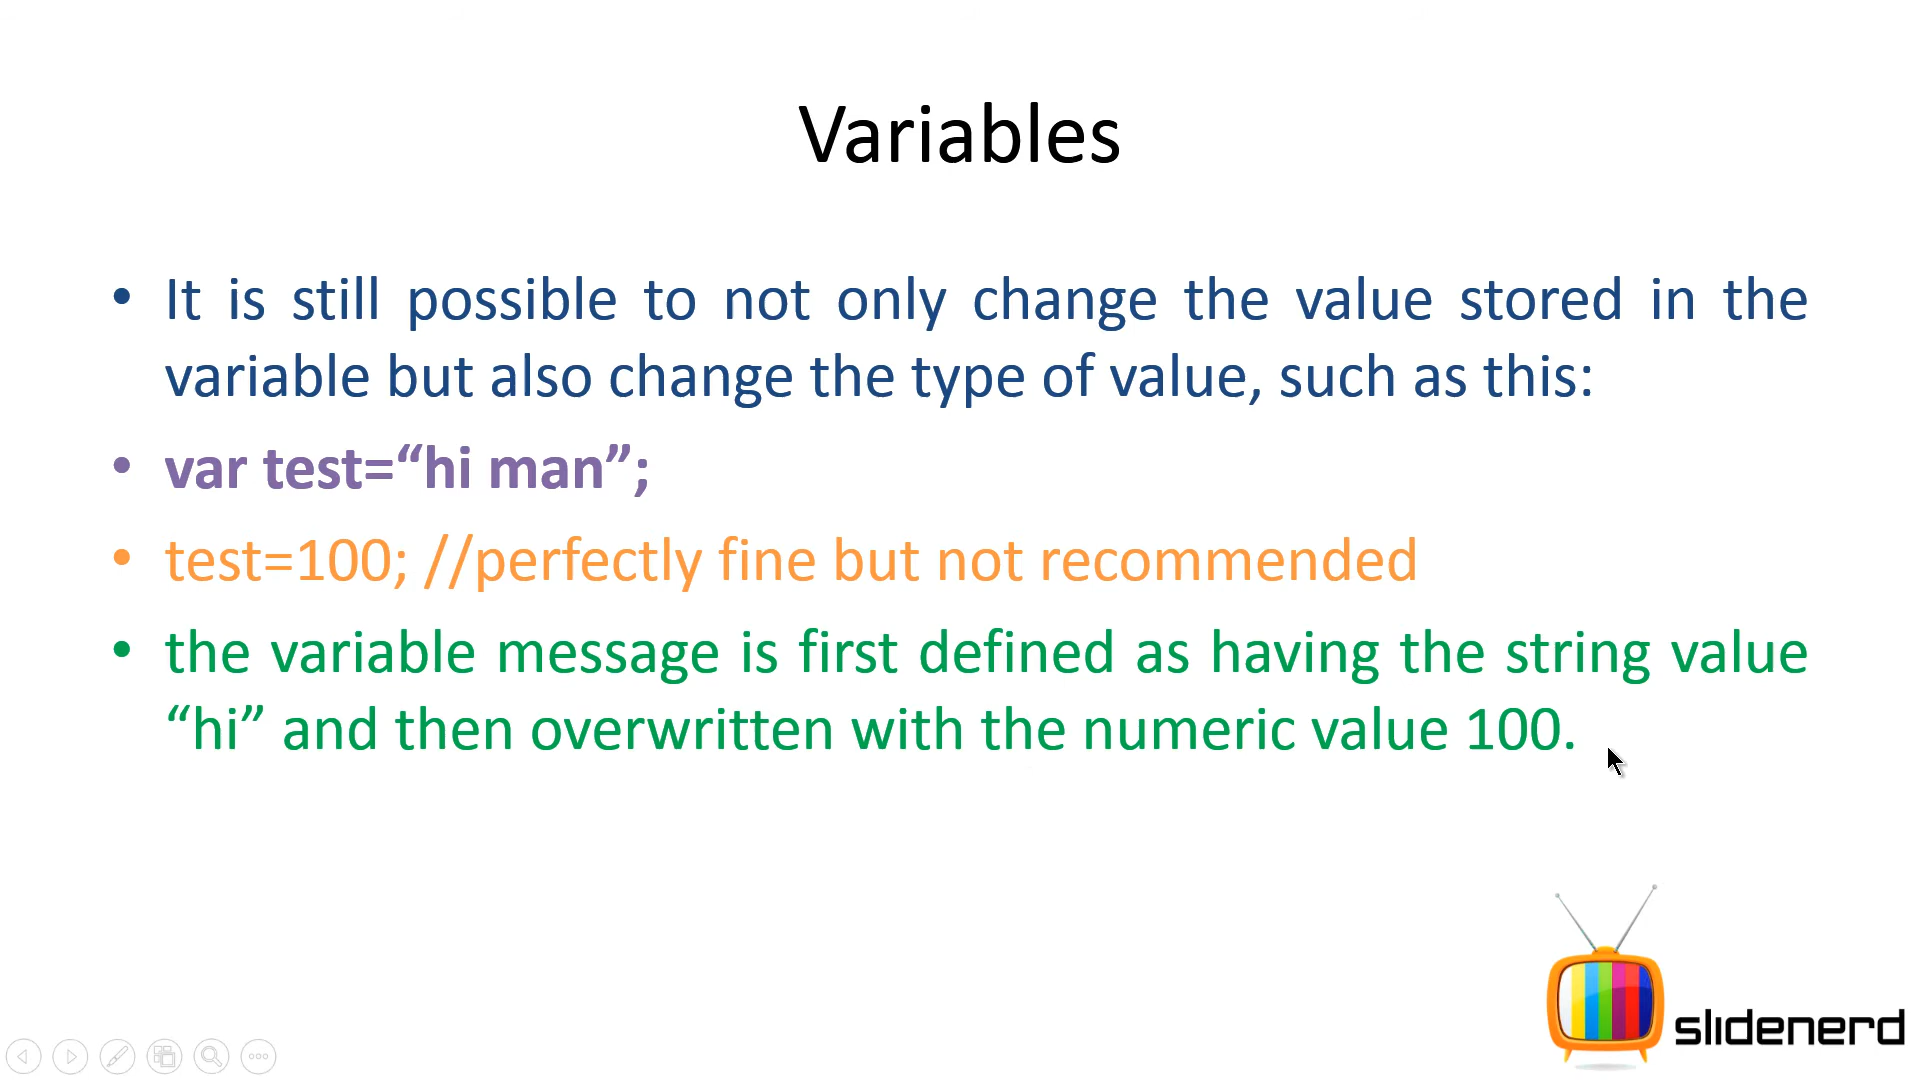 Variables
• It is still possible to not only change the value stored in the
variable but also change the type of value, such as this:
• var test=“hi man”;
• test=100; //perfectly fine but not recommended
• the variable message is first defined as having the string value
“hi” and then overwritten with the numeric value 100.
slidenerd